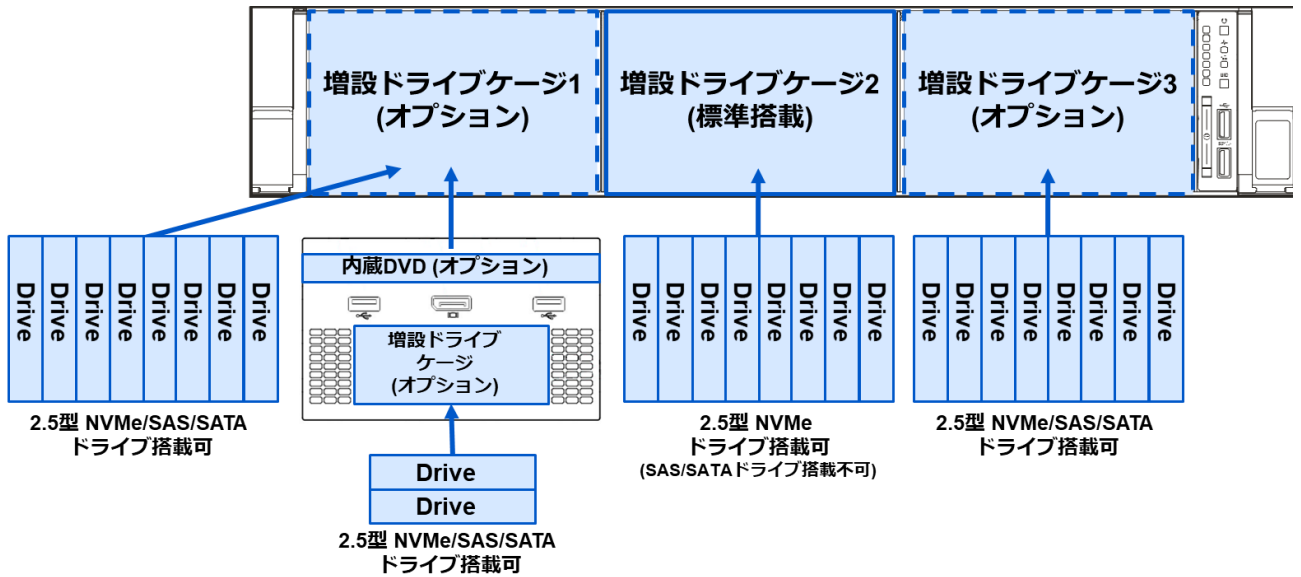 増設ドライブケージ1
(オプション)
増設ドライブケージ2
(標準搭載)
増設ドライブケージ3
(オプション)
Drive
Drive
Drive
Drive
Drive
Drive
Drive
Drive
2.5型 NVMe/SAS/SATA
ドライブ搭載可
内蔵DVD (オプション)
増設ドライブ
ケージ
(オプション)
Drive
Drive
2.5型 NVMe/SAS/SATA
ドライブ搭載可
Drive
Drive
Drive
Drive
Drive
Drive
Drive
Drive
2.5型 NVMe
ドライブ搭載可
(SAS/SATAドライブ搭載不可)
Drive
Drive
Drive
Drive
Drive
Drive
Drive
Drive
2.5型 NVMe/SAS/SATA
ドライブ搭載可